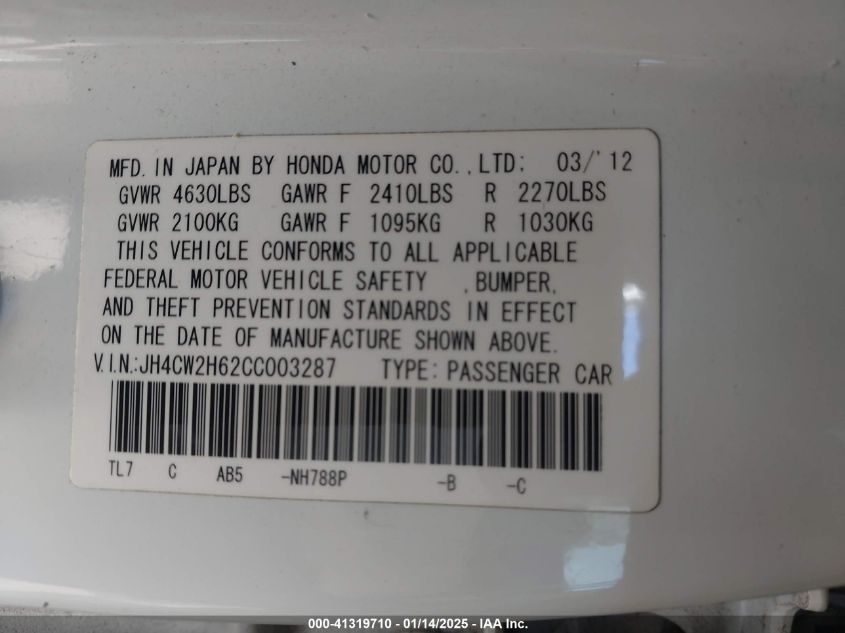 MFD. IN JAPAN BY HONDA MOTOR CO., LTD; 03/'12
GVWR 4630LBS GAWR F 2410LBS R 2270LBS
GVWR 2100KG GAWR F 1095KG R 1030KG
THIS VEHICLE CONFORMS TO ALL APPLICABLE
FEDERAL MOTOR VEHICLE SAFETY , BUMPER,
AND THEFT PREVENTION STANDARDS IN EFFECT
ON THE DATE OF MANUFACTURE SHOWN ABOVE.
V.I.N.:JH4CW2H62CC003287 TYPE: PASSENGER CAR
TL7 C AB5 -NH788P -B -C
000-41319710 - 01/14/2025 - IAA Inc.